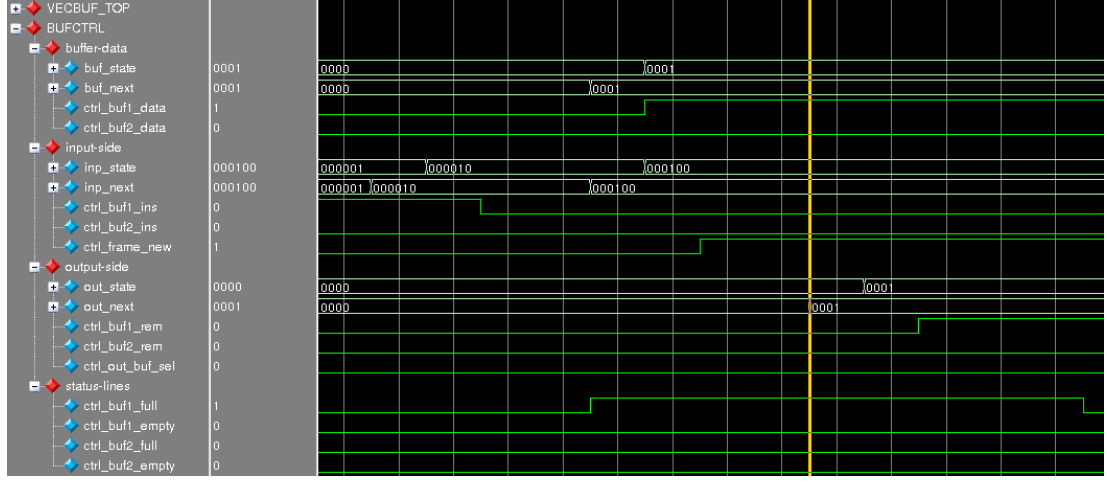 VECBUF_TOP
BUFCTRL
buffer-data
buf_state 0001 0000 0001
buf_next 0001 0000 0001
ctrl_buf1_data 1
ctrl_buf2_data 0
input-side
inp_state 000100 000001 000010 000100
inp_next 000100 000001 000010 000100
ctrl_buf1_ins 0
ctrl_buf2_ins 0
ctrl_frame_new 1
output-side
out_state 0000 0000 0001
out_next 0001 0000 0001
ctrl_buf1_rem 0
ctrl_buf2_rem 0
ctrl_out_buf_sel 0
status-lines
ctrl_buf1_full 1
ctrl_buf1_empty 0
ctrl_buf2_full 0
ctrl_buf2_empty 0